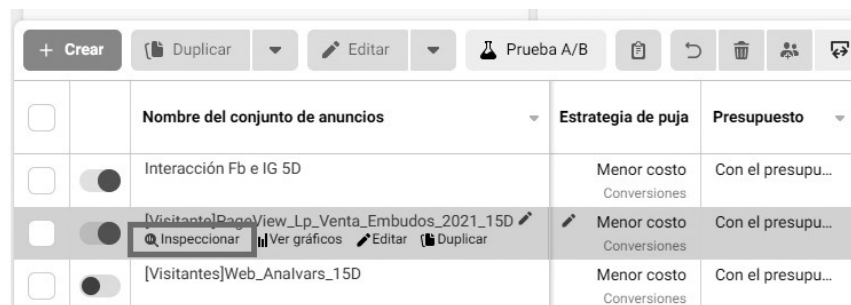 + Crear Duplicar Editar Prueba A/B
Nombre del conjunto de anuncios Estrategia de puja Presupuesto
Interacción Fb e IG 5D Menor costo Con el presupu...
Conversiones
[Visitante]PageView_Lp_Venta_Embudos_2021_15D Menor costo Con el presupu...
Inspeccionar Ver gráficos Editar Duplicar Conversiones
[Visitantes]Web_Analvars_15D Menor costo Con el presupu...
Conversiones